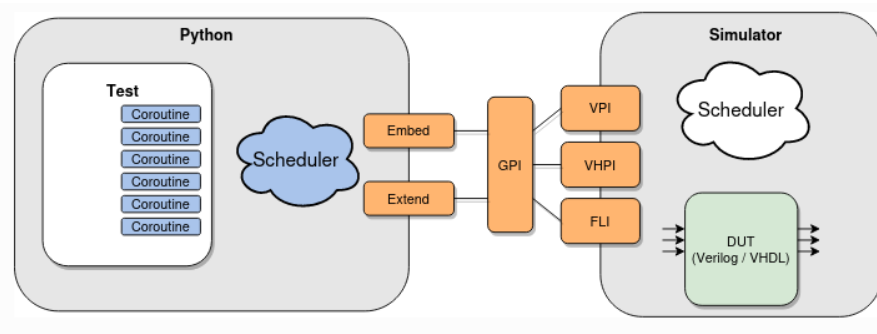 Python
Test
Coroutine
Coroutine
Coroutine
Coroutine
Coroutine
Coroutine
Scheduler
Embed
Extend
GPI
VPI
VHPI
FLI
Simulator
Scheduler
DUT
(Verilog / VHDL)